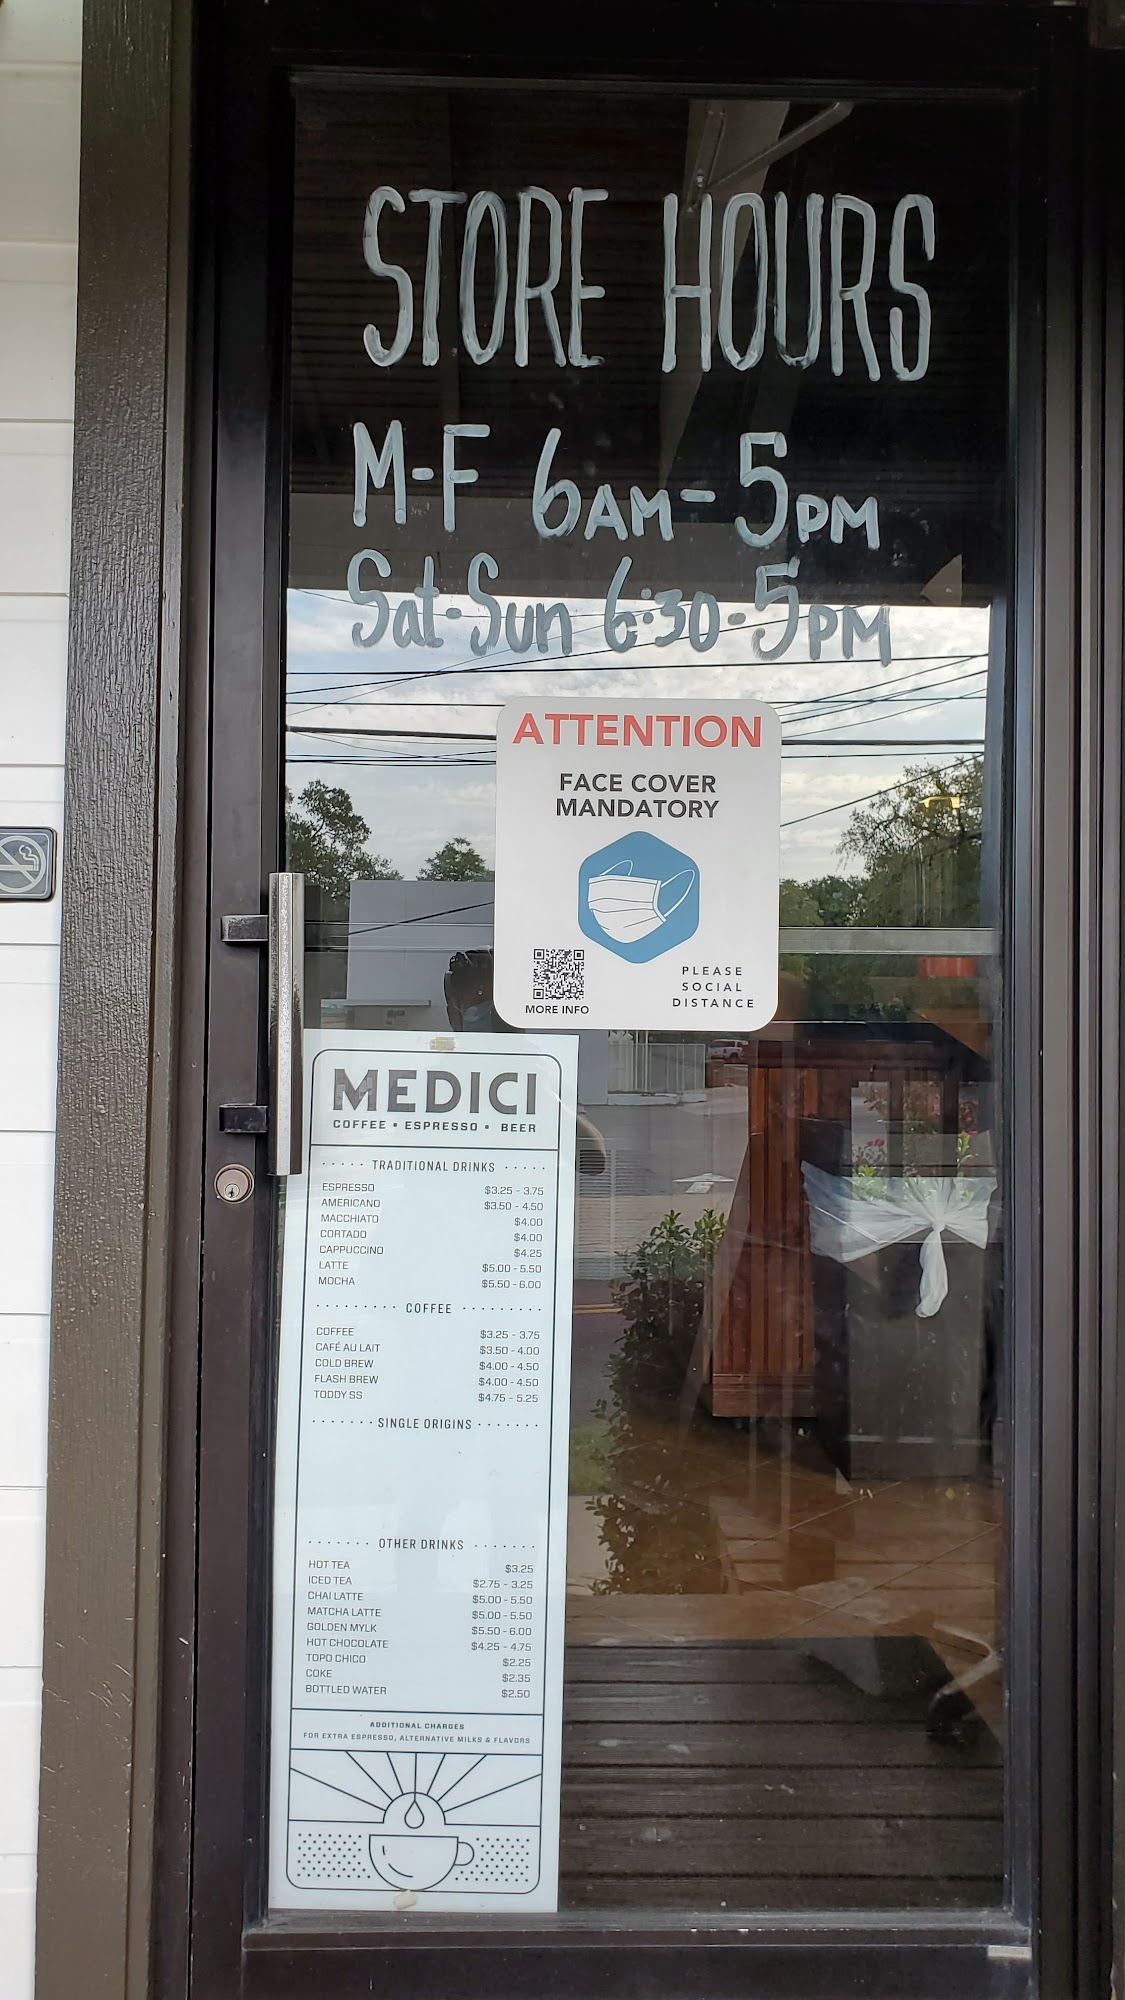 STORE HOURS
M-F 6AM-5PM
Sat-Sun 6:30-5PM
ATTENTION
FACE COVER
MANDATORY
MORE INFO
PLEASE
SOCIAL
DISTANCE
MEDICI
COFFEE • ESPRESSO • BEER
TRADITIONAL DRINKS
ESPRESSO $3.25 - 3.75
AMERICANO $3.50 - 4.50
MACCHIATO $4.00
CORTADO $4.00
CAPPUCCINO $4.25
LATTE $5.00 - 5.50
MOCHA $5.50 - 6.00
COFFEE
COFFEE $3.25 - 3.75
CAFÉ AU LAIT $3.50 - 4.00
COLD BREW $4.00 - 4.50
FLASH BREW $4.00 - 4.50
TODDY SS $4.75 - 5.25
SINGLE ORIGINS
OTHER DRINKS
HOT TEA $3.25
ICED TEA $2.75 - 3.25
CHAI LATTE $5.00 - 5.50
MATCHA LATTE $5.00 - 5.50
GOLDEN MYLK $5.50 - 6.00
HOT CHOCOLATE $4.25 - 4.75
TOPO CHICO $2.25
COKE $2.35
BOTTLED WATER $2.50
ADDITIONAL CHARGES
FOR EXTRA ESPRESSO, ALTERNATIVE MILKS & FLAVORS